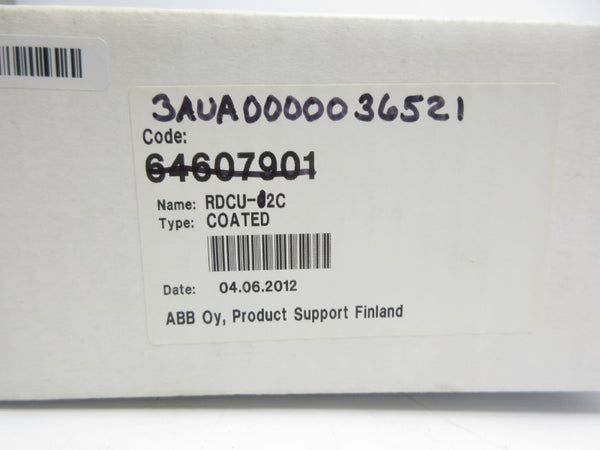 3AUA0000036521
Code:
64607901
Name: RDCU-02C
Type: COATED
Date: 04.06.2012
ABB Oy, Product Support Finland